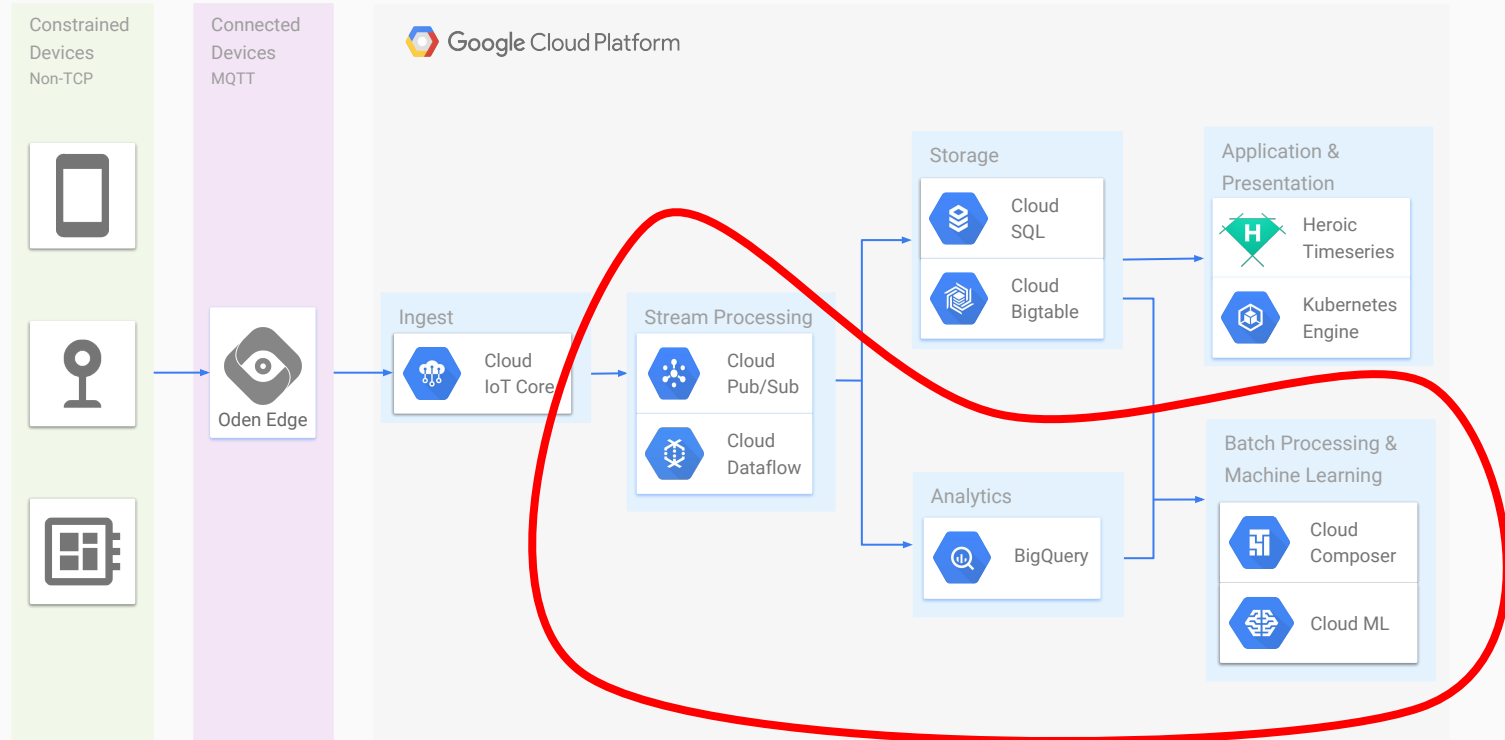 Constrained
Devices
Non-TCP
Connected
Devices
MQTT
Oden Edge
Google Cloud Platform
Ingest
Cloud
IoT Core
Stream Processing
Cloud
Pub/Sub
Cloud
Dataflow
Storage
Cloud
SQL
Cloud
Bigtable
Analytics
BigQuery
Application &
Presentation
H
Heroic
Timeseries
Kubernetes
Engine
Batch Processing &
Machine Learning
Cloud
Composer
Cloud ML